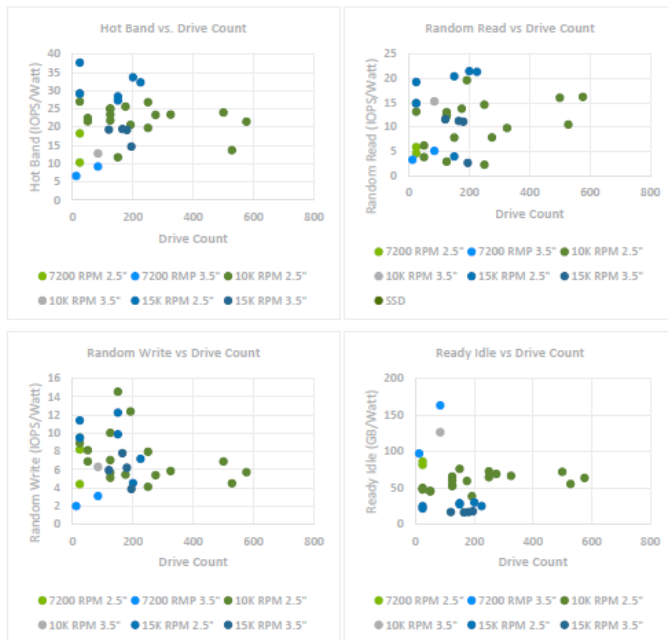 Hot Band vs. Drive Count
Hot Band (IOPS/Watt)
40
35
30
25
20
15
10
5
0
0 200 400 600 800
Drive Count
7200 RPM 2.5" 7200 RMP 3.5" 10K RPM 2.5"
10K RPM 3.5" 15K RPM 2.5" 15K RPM 3.5"
Random Read vs Drive Count
Random Read (IOPS/Watt)
25
20
15
10
5
0
0 200 400 600 800
Drive Count
7200 RPM 2.5" 7200 RMP 3.5" 10K RPM 2.5"
10K RPM 3.5" 15K RPM 2.5" 15K RPM 3.5"
SSD
Random Write vs Drive Count
Random Write (IOPS/Watt)
16
14
12
10
8
6
4
2
0
0 200 400 600 800
Drive Count
7200 RPM 2.5" 7200 RMP 3.5" 10K RPM 2.5"
10K RPM 3.5" 15K RPM 2.5" 15K RPM 3.5"
Ready Idle vs Drive Count
Ready Idle (GB/Watt)
200
150
100
50
0
0 200 400 600 800
Drive Count
7200 RPM 2.5" 7200 RMP 3.5" 10K RPM 2.5"
10K RPM 3.5" 15K RPM 2.5" 15K RPM 3.5"